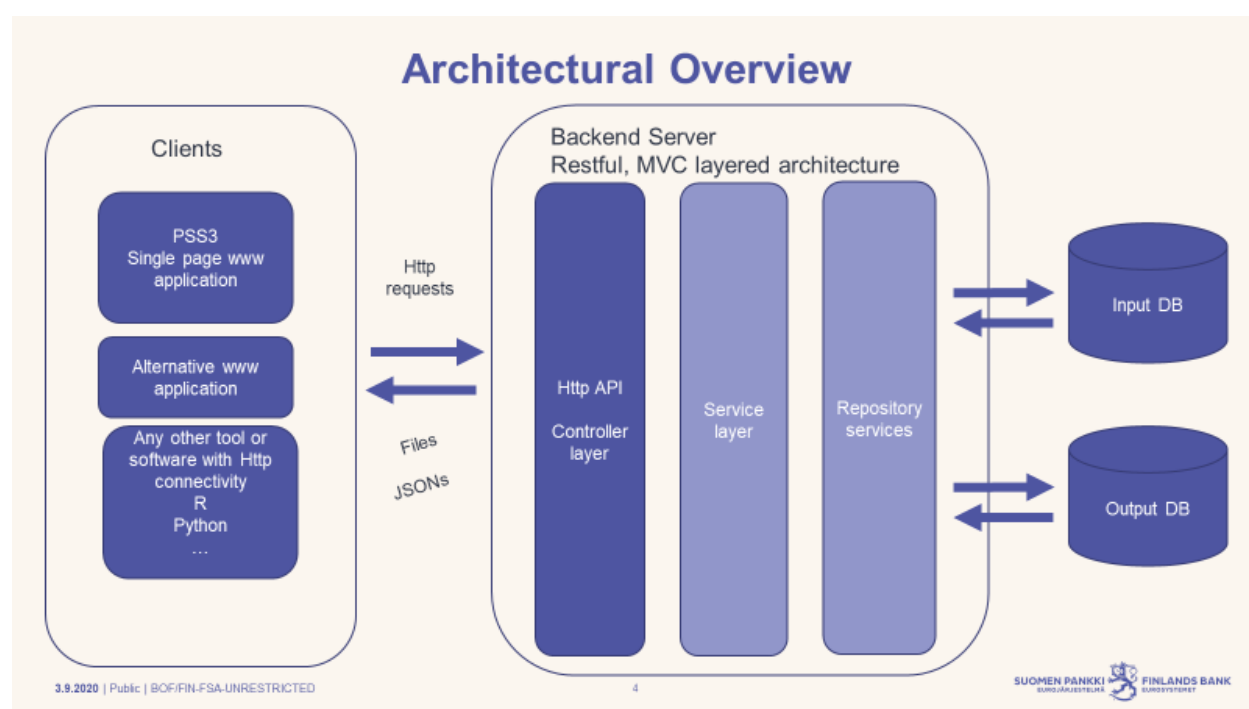 Architectural Overview
Clients
PSS3
Single page www
application
Alternative www
application
Any other tool or
software with Http
connectivity
R
Python
...
Http
requests
Files
JSONs
Backend Server
Restful, MVC layered architecture
Http API
Controller
layer
Service
layer
Repository
services
Input DB
Output DB
3.9.2020 | Public | BOF/FIN-FSA-UNRESTRICTED
4
SUOMEN PANKKI
EUROJÄRJESTELMÄ
FINLANDS BANK
EUROSYSTEMET